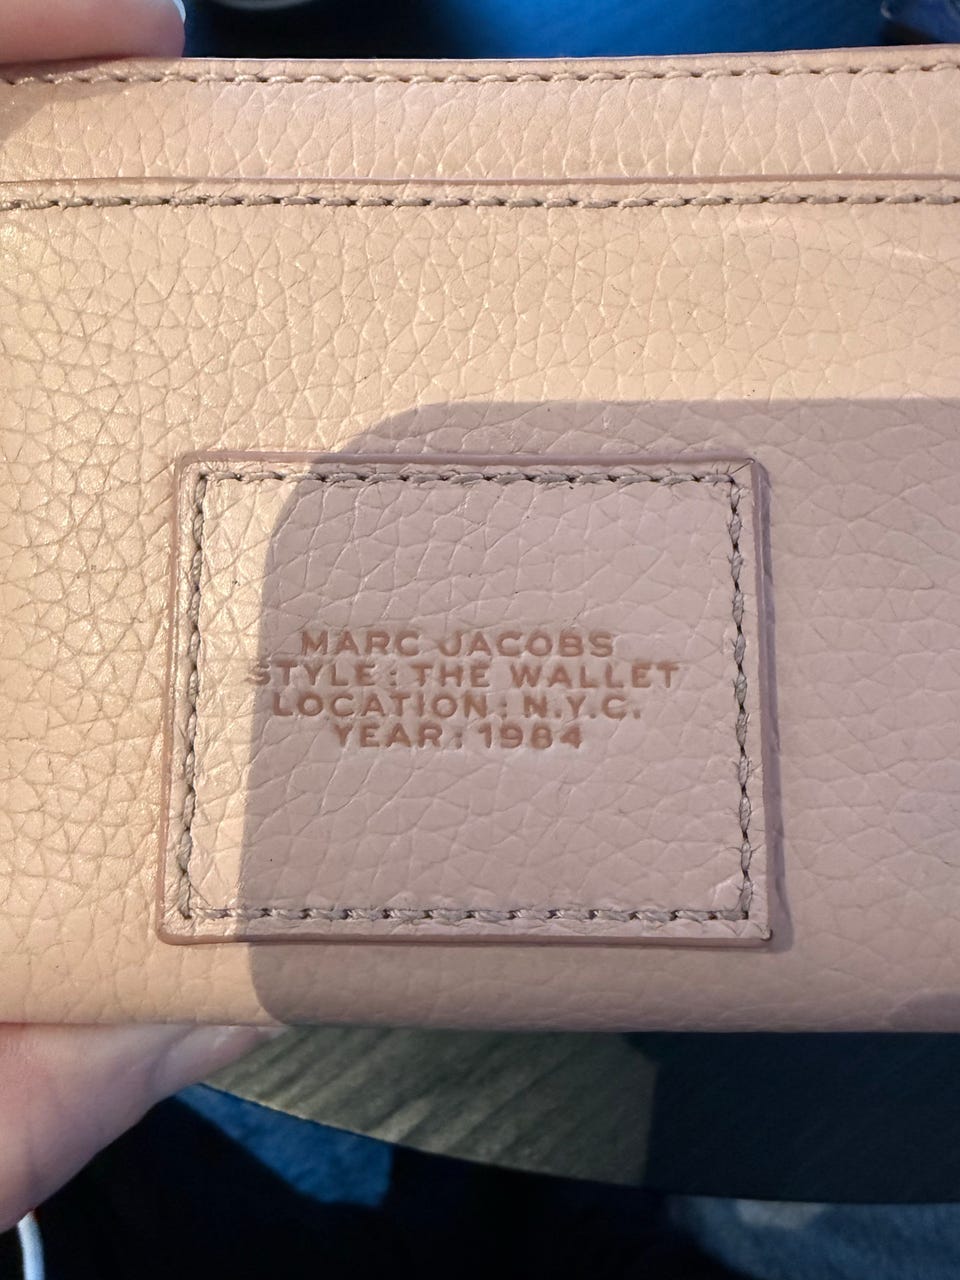 MARC JACOBS
STYLE: THE WALLET
LOCATION: N.Y.C.
YEAR: 1984